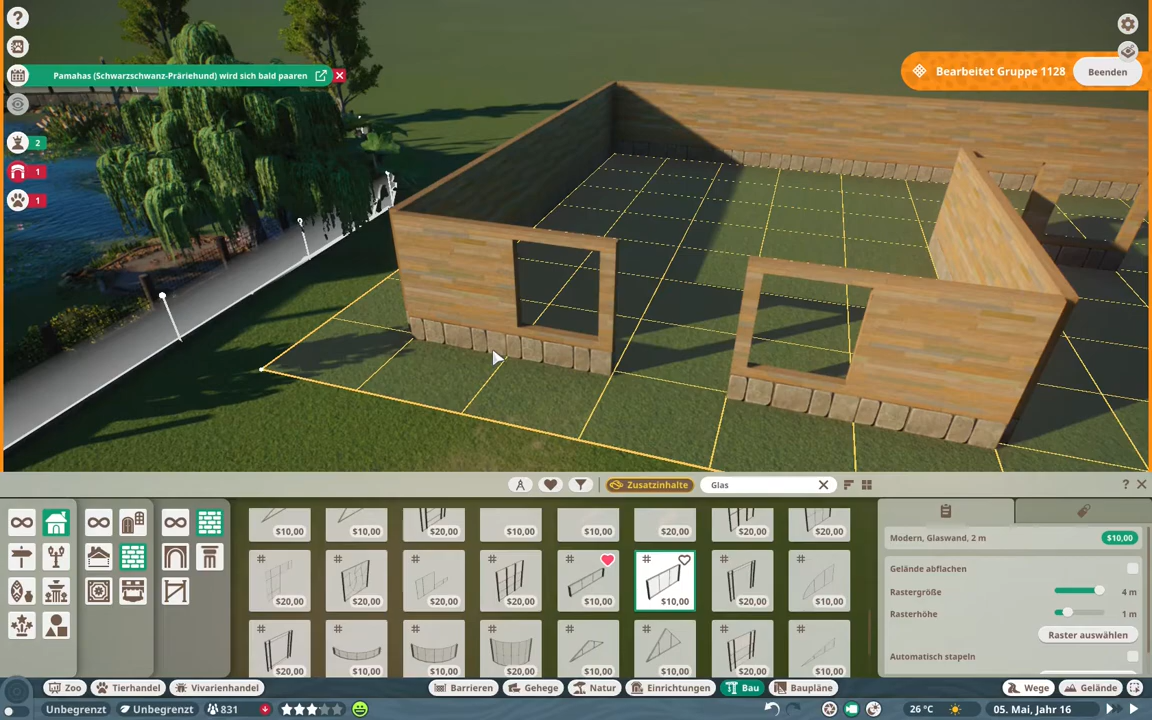 ?
Pamahas (Schwarzschwanz-Präriehund) wird sich bald paaren
Bearbeitet Gruppe 1128
Beenden
2
1
1
Zusatzinhalte
Glas
?
$10,00
$10,00
$20,00
$10,00
$10,00
$20,00
$20,00
$20,00
$20,00
$20,00
$20,00
$20,00
$10,00
$10,00
$20,00
$10,00
$20,00
$10,00
$10,00
$20,00
$10,00
$10,00
$20,00
$10,00
Modern, Glaswand, 2 m
$10,00
Gelände abflachen
Rastergröße
4 m
Rasterhöhe
1 m
Raster auswählen
Automatisch stapeln
Zoo
Tierhandel
Vivarienhandel
Barrieren
Gehege
Natur
Einrichtungen
Bau
Baupläne
Wege
Gelände
Unbegrenzt
Unbegrenzt
831
26 °C
05. Mai, Jahr 16